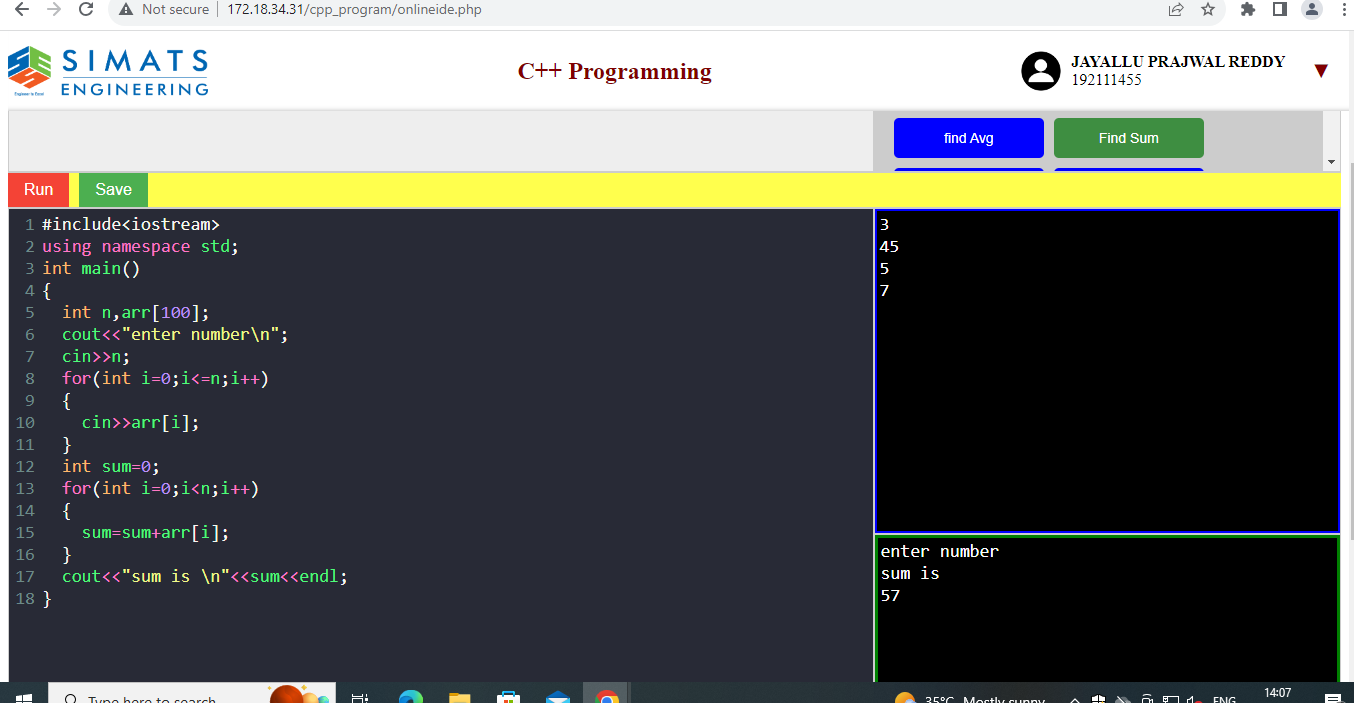 Not secure | 172.18.34.31/cpp_program/onlineide.php
SIMATS
ENGINEERING
C++ Programming
JAYALLU PRAJWAL REDDY
192111455
find Avg
Find Sum
Run
Save
1 #include<iostream>
2 using namespace std;
3 int main()
4 {
5 int n,arr[100];
6 cout<<"enter number\n";
7 cin>>n;
8 for(int i=0;i<=n;i++)
9 {
10 cin>>arr[i];
11 }
12 int sum=0;
13 for(int i=0;i<n;i++)
14 {
15 sum=sum+arr[i];
16 }
17 cout<<"sum is \n"<<sum<<endl;
18 }
3
45
5
7
enter number
sum is
57
Type here to search
35°C Mostly sunny
ENG
14:07